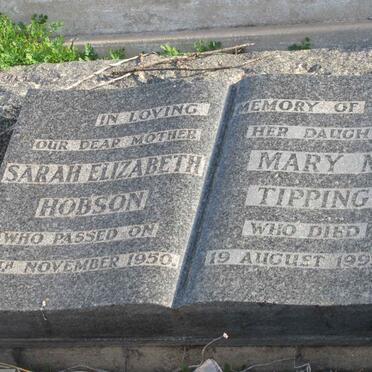 IN LOVING
OUR DEAR MOTHER
SARAH ELIZABETH
HOBSON
WHO PASSED ON
NOVEMBER 1950.
MEMORY OF
HER DAUGH
MARY
TIPPING
WHO DIED
19 AUGUST 199